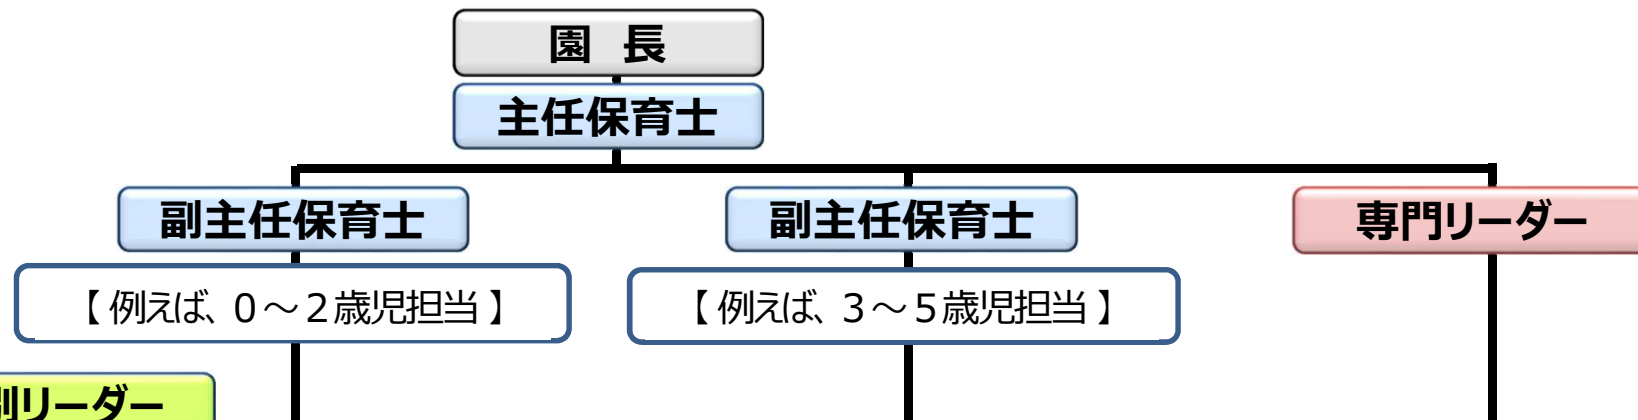 園 長
主任保育士
副主任保育士
副主任保育士
専門リーダー
【 例えば、０～２歳児担当 】
【 例えば、３～５歳児担当 】
別リーダー